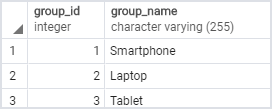 group_id group_name
integer character varying (255)
1 1 Smartphone
2 2 Laptop
3 3 Tablet